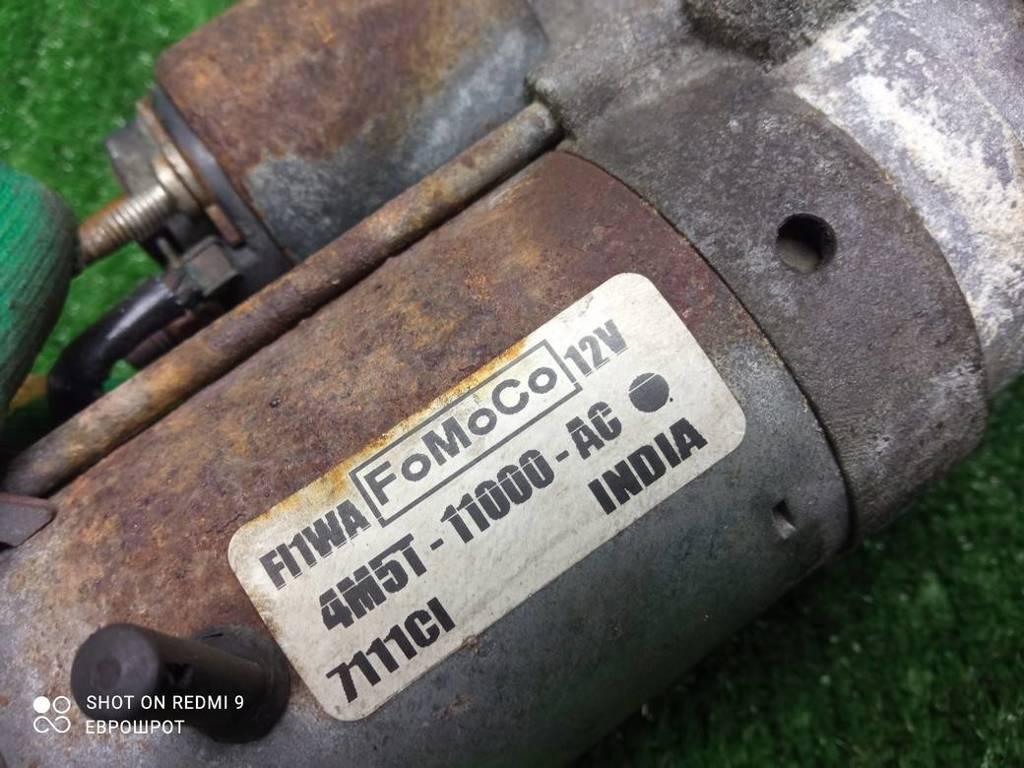 FI1WA FoMoCo 12V
4M5T - 11000 - AC
7111CI INDIA
SHOT ON REDMI 9
ЕВРОШРОТ